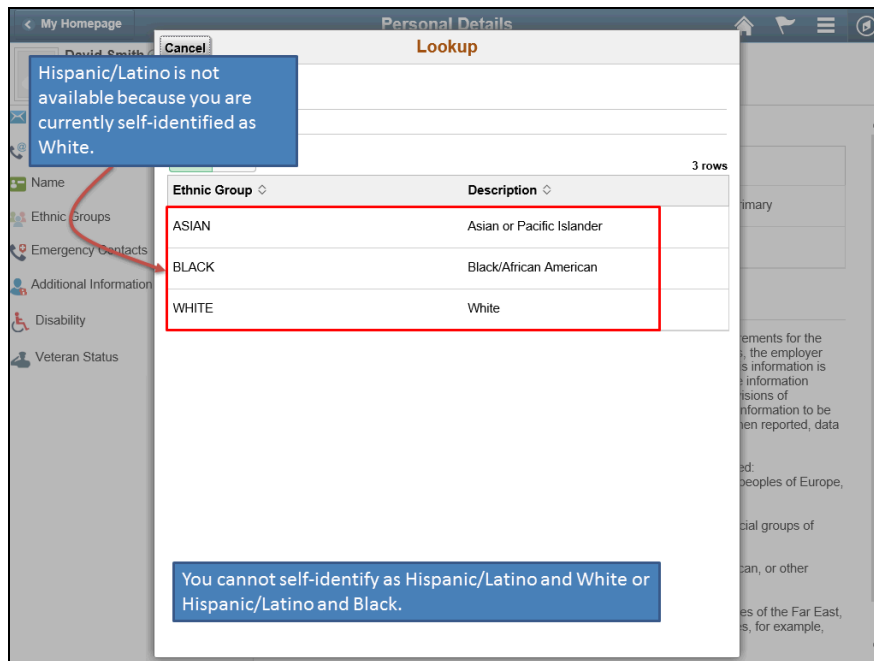 My Homepage
Personal Details
David Smith
Cancel
Lookup
Hispanic/Latino is not
available because you are
currently self-identified as
White.
3 rows
Name
Ethnic Groups
Emergency Contacts
Additional Information
Disability
Veteran Status
Ethnic Group
Description
ASIAN
Asian or Pacific Islander
BLACK
Black/African American
WHITE
White
ements for the
, the employer
s information is
information
isions of
nformation to be
en reported, data
ed:
peoples of Europe,
cial groups of
can, or other
es of the Far East,
s, for example,
You cannot self-identify as Hispanic/Latino and White or
Hispanic/Latino and Black.